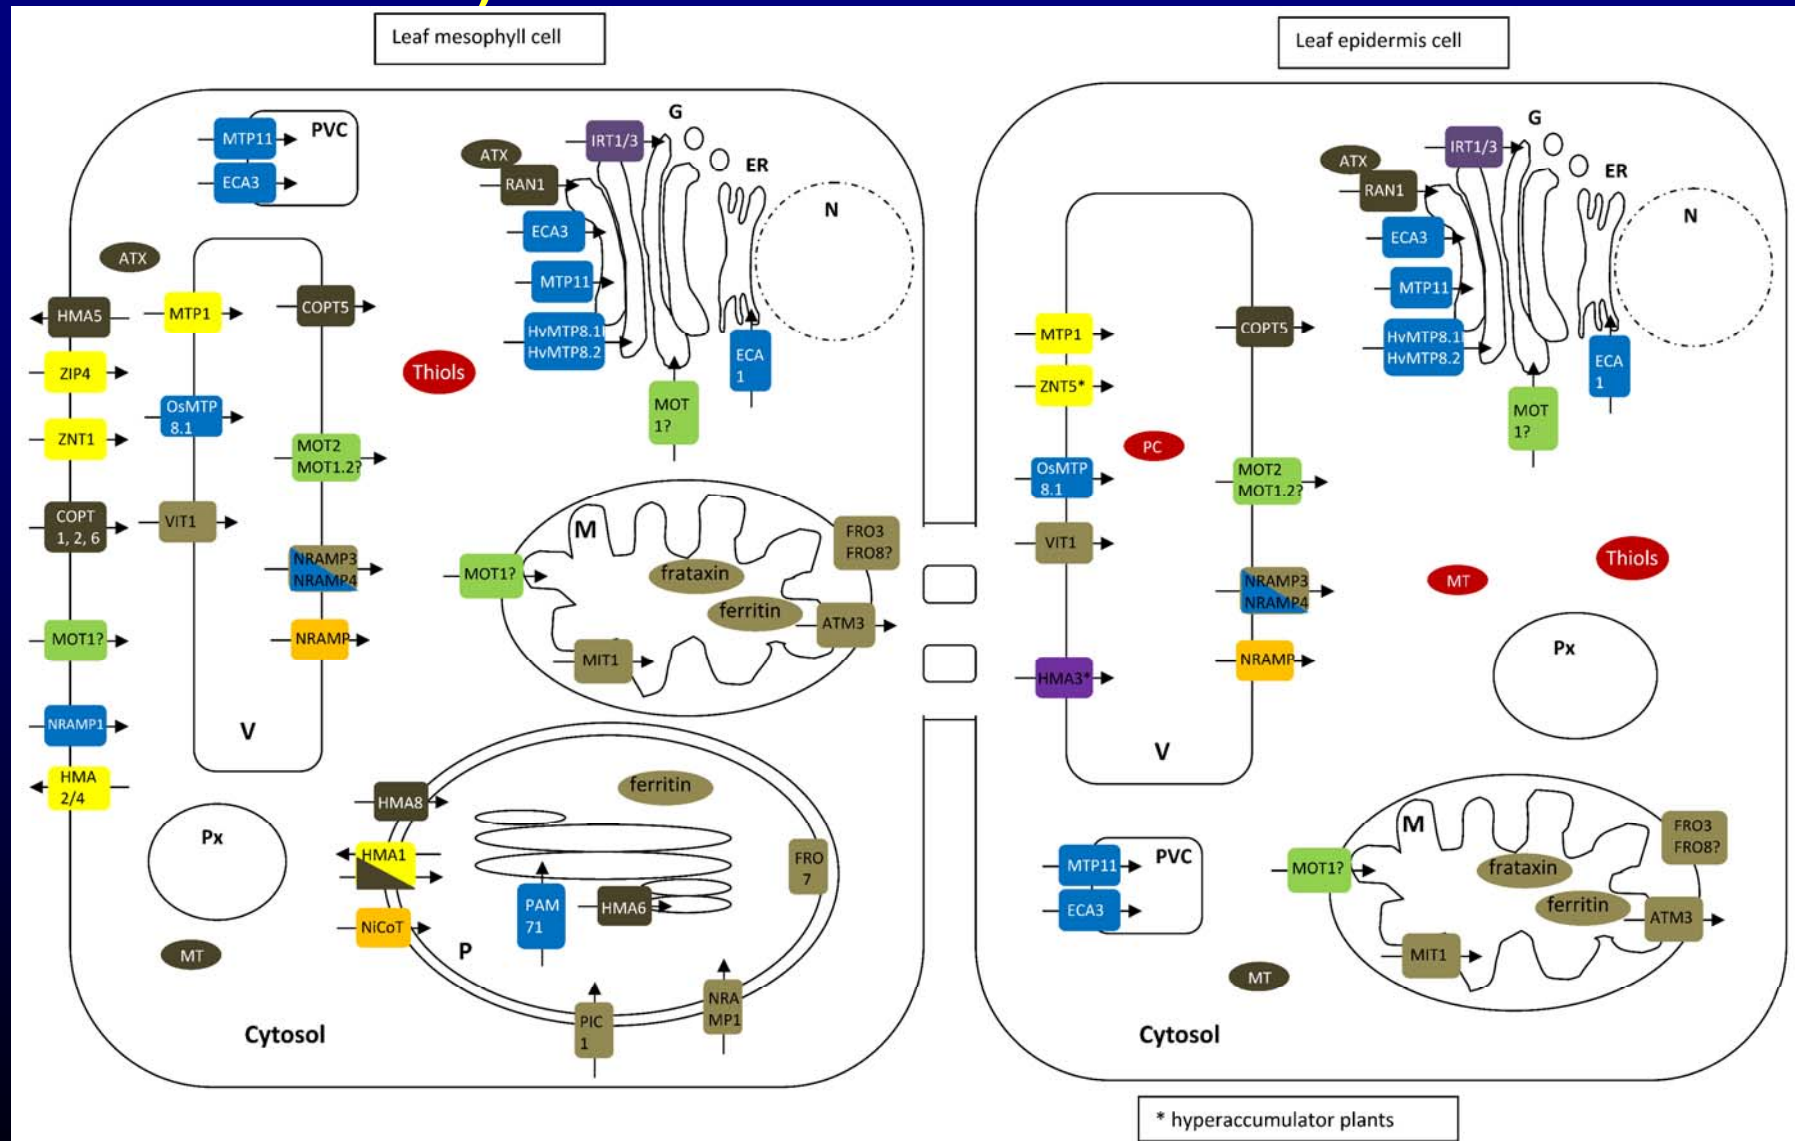 Leaf mesophyll cell
PVC
MTP11
ECA3
ATX
RAN1
IRT1/3
G
ER
N
ECA3
MTP11
HvMTP8.1
HvMTP8.2
ECA
1
MOT
1?
ATX
HMA5
ZIP4
ZNT1
COPT
1, 2, 6
MOT1?
NRAMP1
HMA
2/4
MTP1
OsMTP
8.1
VIT1
COPT5
MOT2
MOT1.2?
NRAMP3
NRAMP4
NRAMP
V
Thiols
M
MOT1?
frataxin
ferritin
FRO3
FRO8?
ATM3
MIT1
Px
MT
HMA8
HMA1
NiCoT
ferritin
PAM
71
HMA6
FRO
7
P
PIC
1
NRA
MP1
Cytosol
Leaf epidermis cell
ATX
RAN1
IRT1/3
G
ER
N
ECA3
MTP11
HvMTP8.1
HvMTP8.2
ECA
1
MOT
1?
MTP1
ZNT5*
OsMTP
8.1
VIT1
HMA3*
COPT5
MOT2
MOT1.2?
NRAMP3
NRAMP4
NRAMP
V
PC
MT
Thiols
Px
MTP11
ECA3
PVC
M
MOT1?
frataxin
ferritin
FRO3
FRO8?
ATM3
MIT1
MT
Cytosol
* hyperaccumulator plants